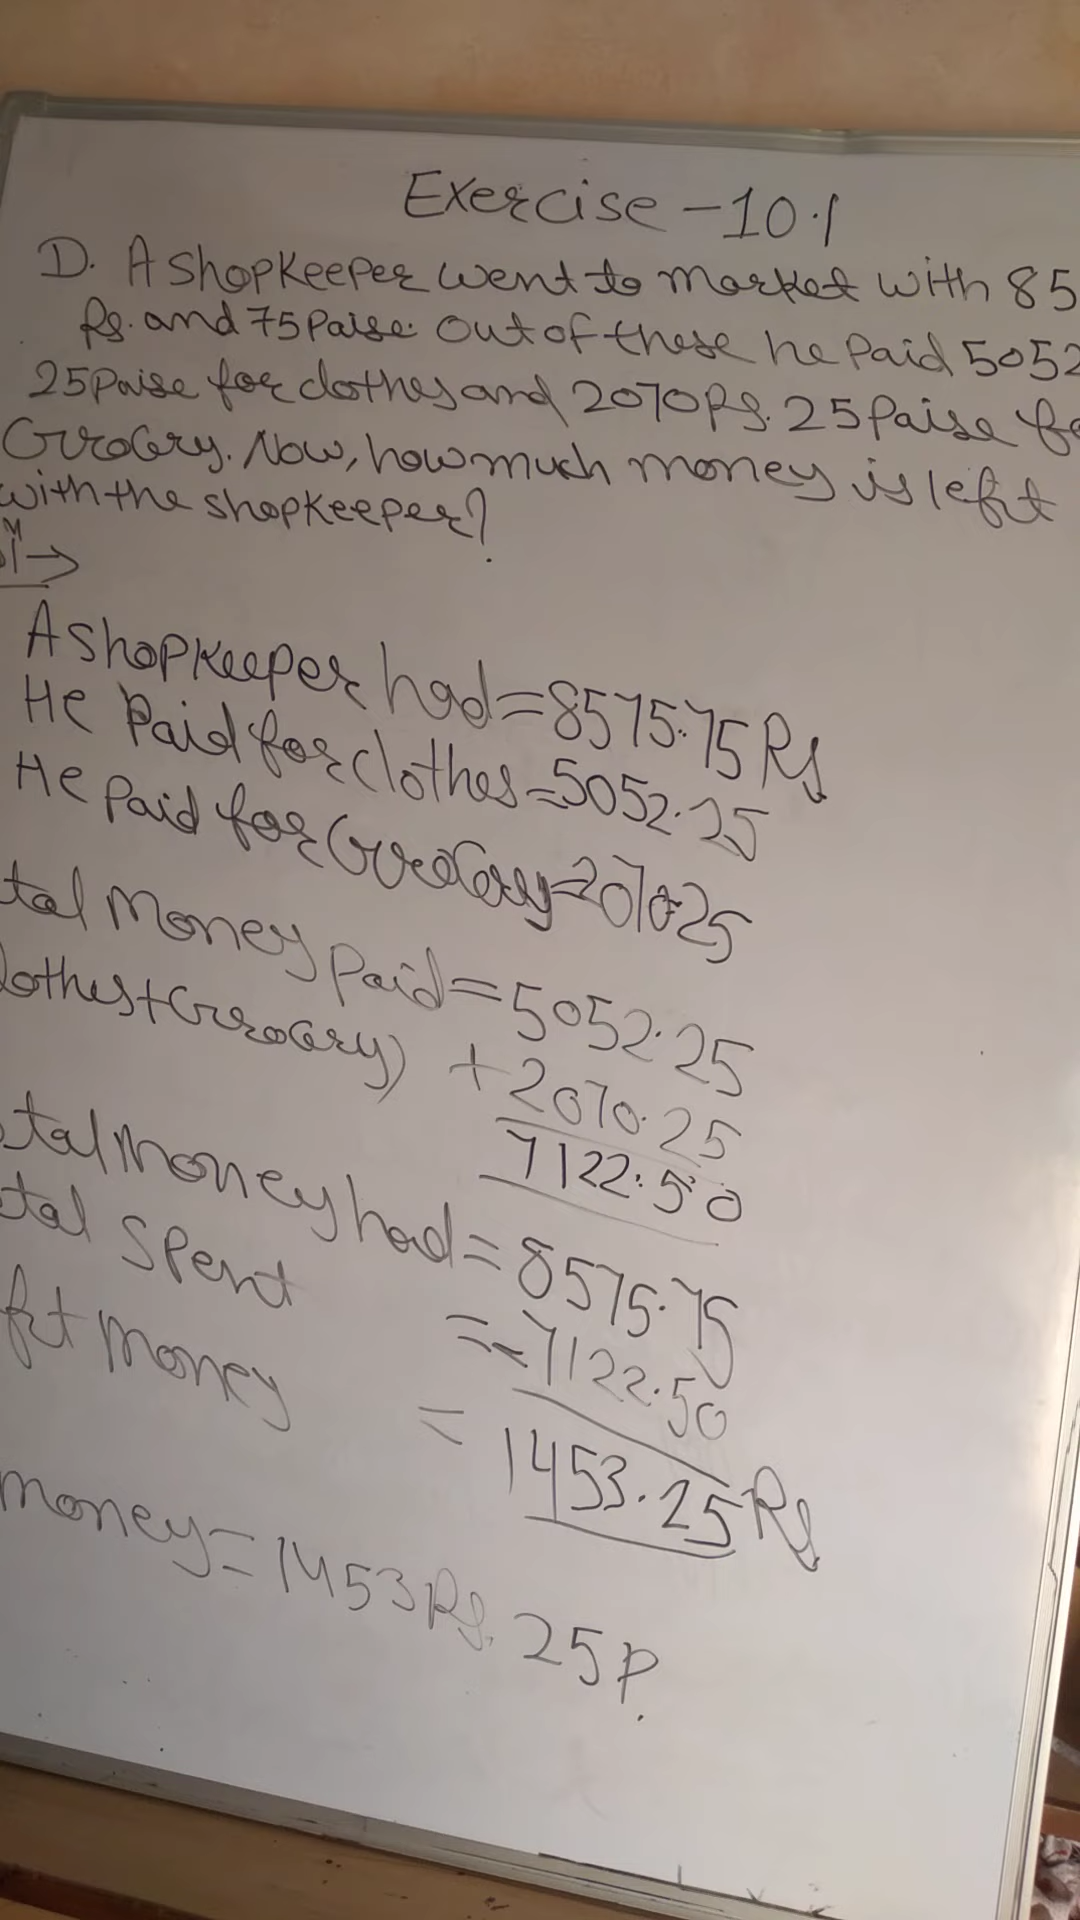 Exercise-10.1
D. A shopkeeper went to market with 85
Rs. and 75 Paise. Out of these he paid 5052
25 Paise for clothes and 2070 Rs. 25 Paise fo
Grocery. Now, how much money is left
with the shopkeeper?
A shopkeeper had = 8575.75 Rs
He Paid for clothes = 5052.25
He Paid for Grocery = 2070.25
tal Money Paid = 5052.25
lothes + Grocery) + 2070.25
7122.50
tal Money had = 8575.75
tal Spent = - 7122.50
ft Money = 1453.25 Rs
money = 1453 Rs. 25 P.